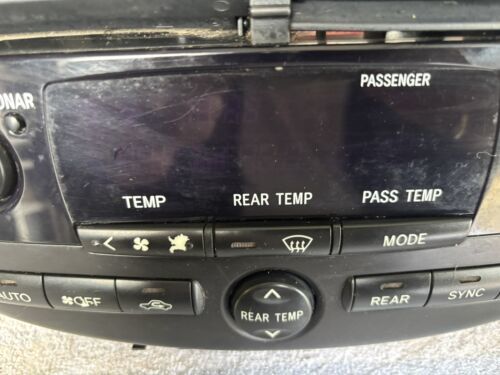 PASSENGER
ONAR
TEMP REAR TEMP PASS TEMP
MODE
AUTO OFF REAR SYNC
REAR TEMP